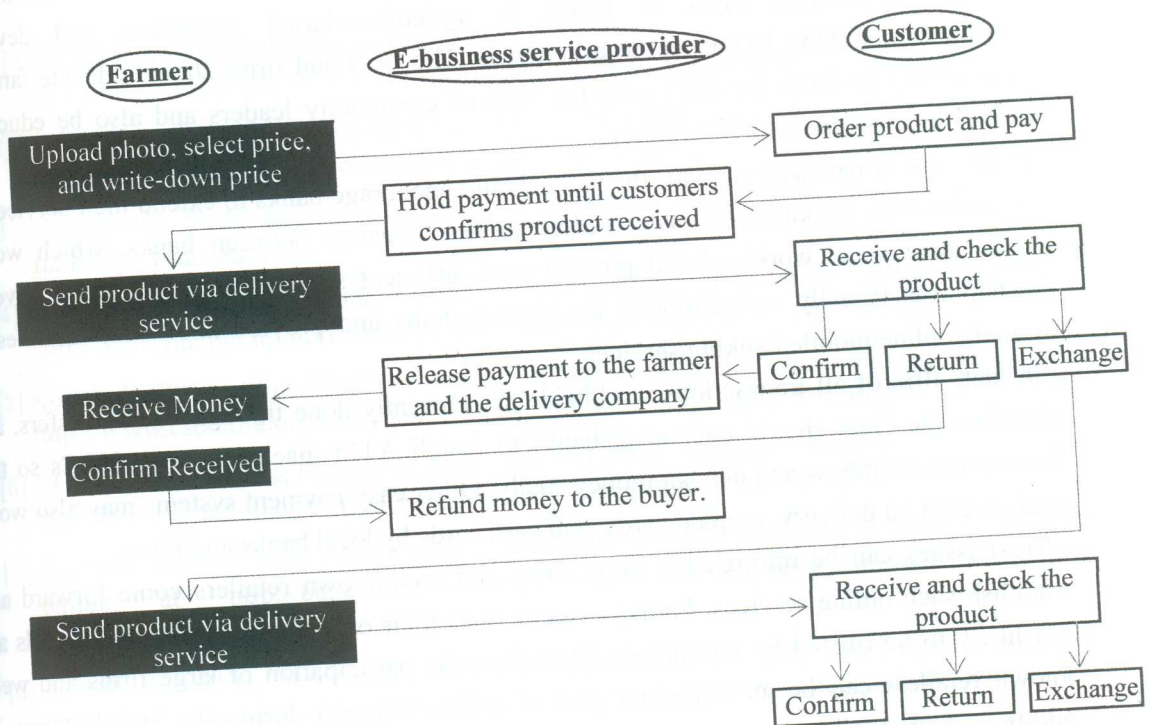 Farmer
E-business service provider
Customer
Upload photo, select price,
and write-down price
Order product and pay
Hold payment until customers
confirms product received
Send product via delivery
service
Receive and check the
product
Confirm
Return
Exchange
Release payment to the farmer
and the delivery company
Receive Money
Confirm Received
Refund money to the buyer.
Send product via delivery
service
Receive and check the
product
Confirm
Return
Exchange